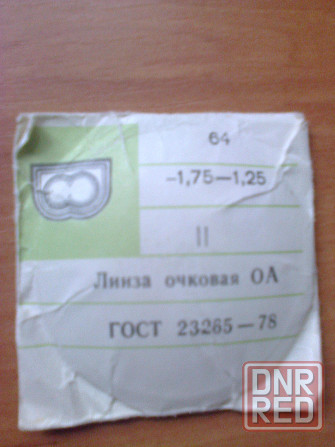 64
-1,75—1,25
II
Линза очковая ОА
ГОСТ 23265—78
DNR
RED